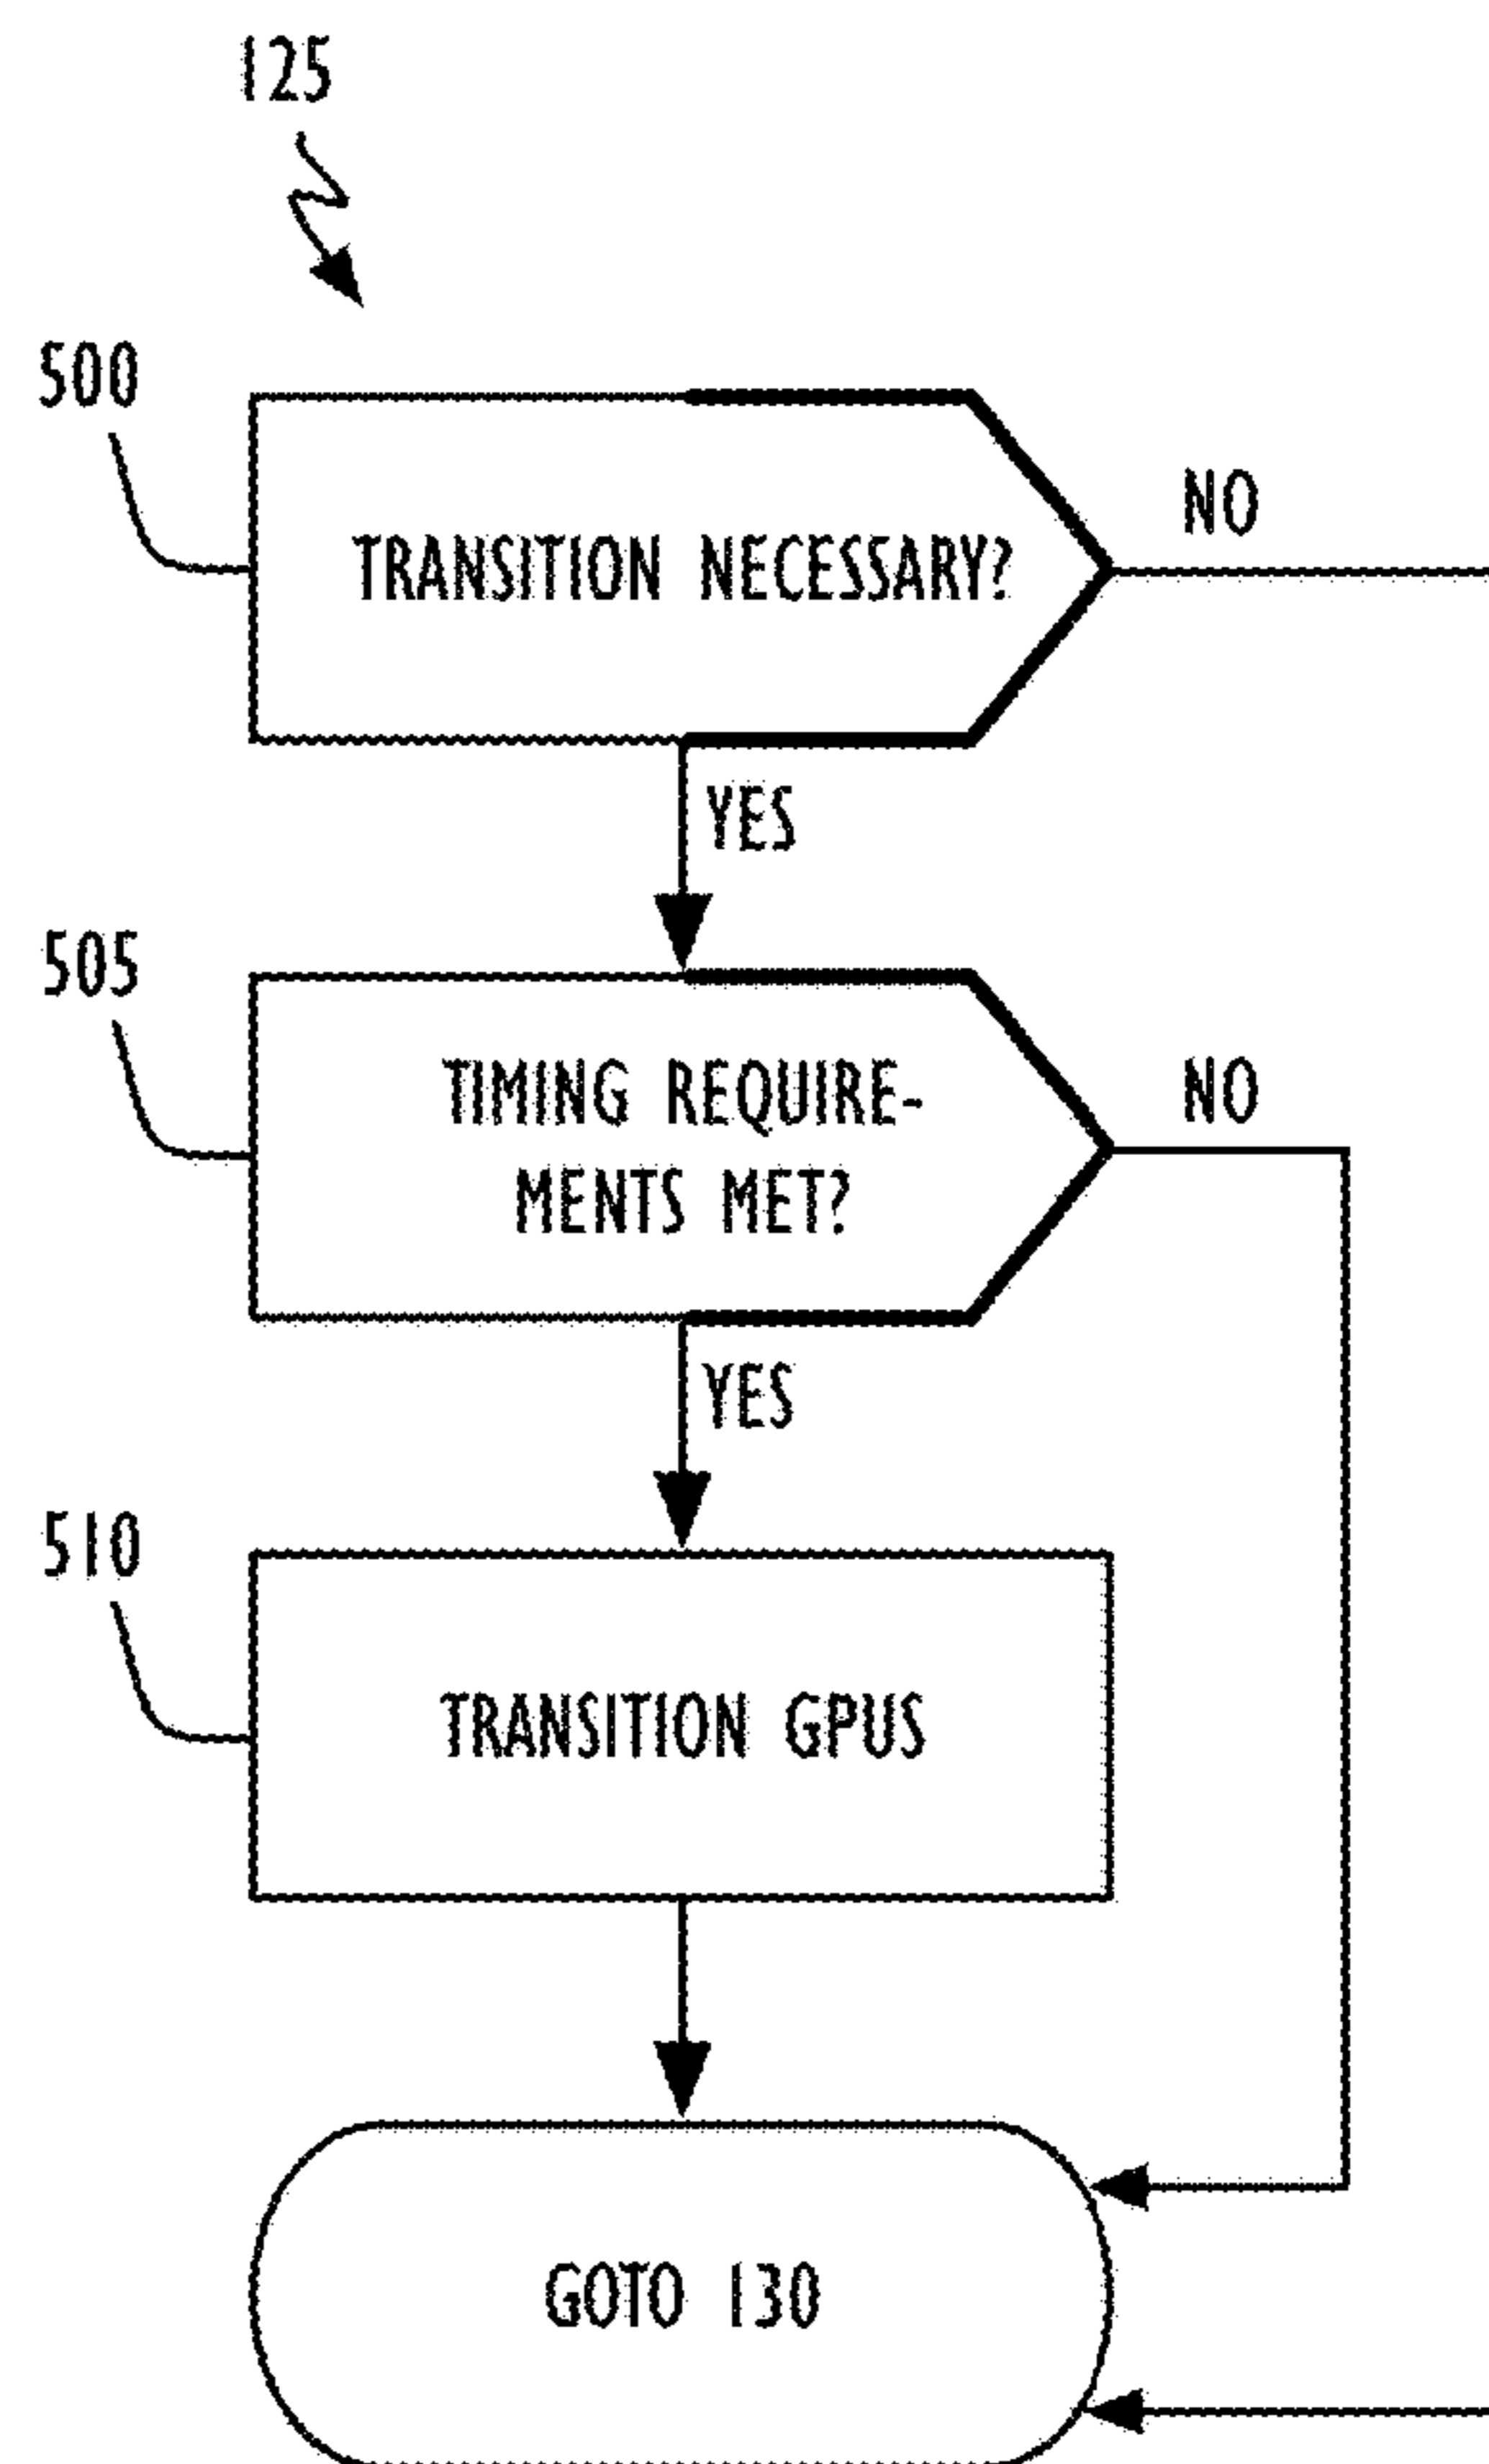 125
500
TRANSITION NECESSARY?
NO
YES
505
TIMING REQUIRE-
MENTS MET?
NO
YES
510
TRANSITION GPUS
GOTO 130